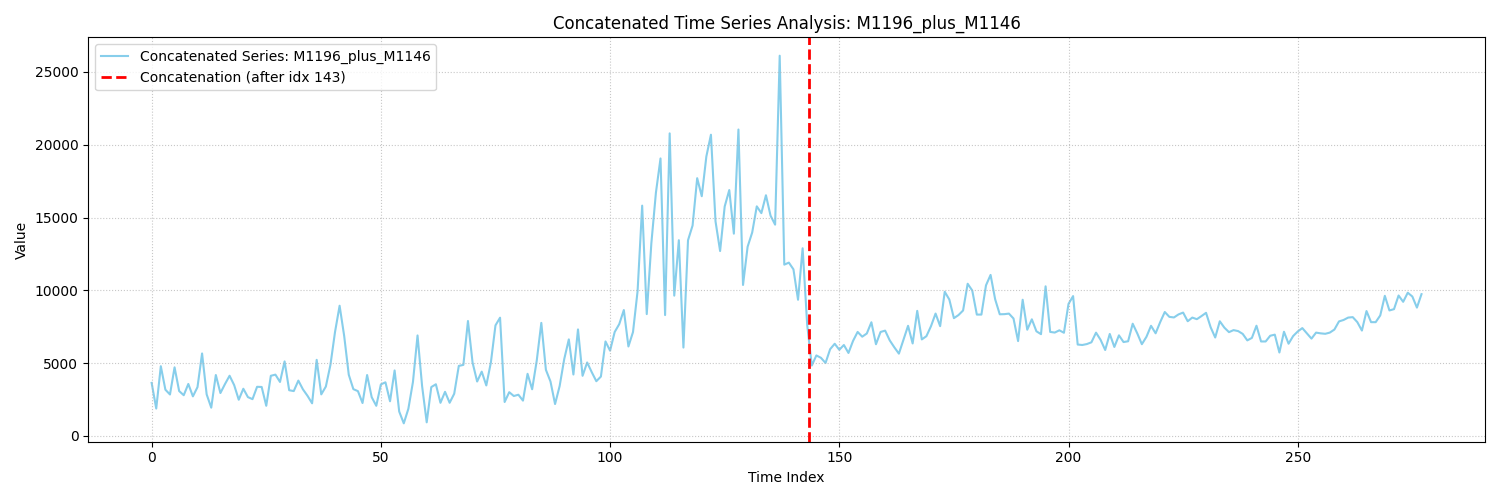 Concatenated Time Series Analysis: M1196_plus_M1146
Concatenated Series: M1196_plus_M1146
Concatenation (after idx 143)
Value
25000
20000
15000
10000
5000
0
0 50 100 150 200 250
Time Index